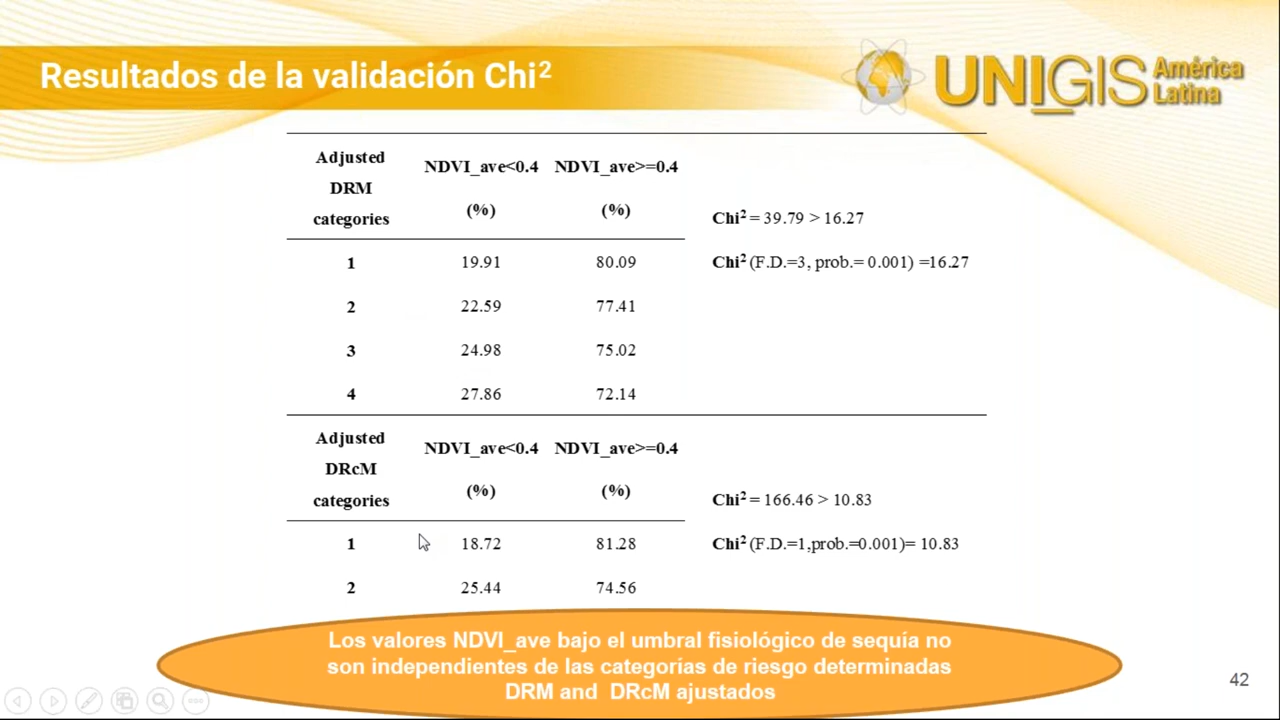 Resultados de la validación Chi²
UNIGIS América Latina
Adjusted DRM categories NDVI_ave<0.4 (%) NDVI_ave>=0.4 (%)
1 19.91 80.09
2 22.59 77.41
3 24.98 75.02
4 27.86 72.14
Chi² = 39.79 > 16.27
Chi² (F.D.=3, prob.= 0.001) =16.27
Adjusted DRcM categories NDVI_ave<0.4 (%) NDVI_ave>=0.4 (%)
1 18.72 81.28
2 25.44 74.56
Chi² = 166.46 > 10.83
Chi² (F.D.=1,prob.=0.001)= 10.83
Los valores NDVI_ave bajo el umbral fisiológico de sequía no
son independientes de las categorías de riesgo determinadas
DRM and DRcM ajustados
42